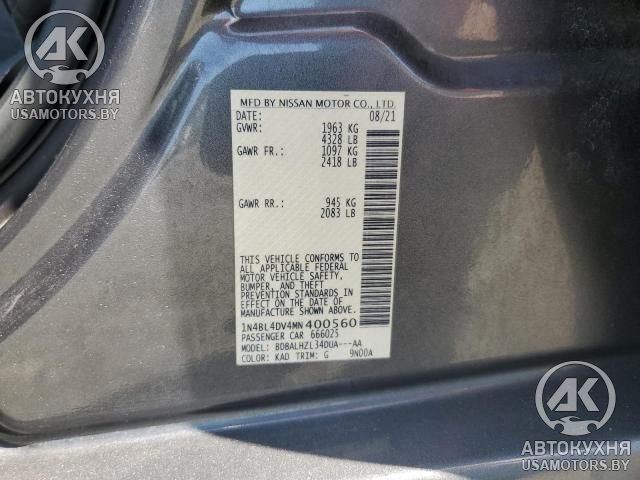 AK
АВТОКУХНЯ
USAMOTORS.BY
MFD BY NISSAN MOTOR CO., LTD.
DATE: 08/21
GVWR: 1963 KG
4328 LB
GAWR FR.: 1097 KG
2418 LB
GAWR RR.: 945 KG
2083 LB
THIS VEHICLE CONFORMS TO
ALL APPLICABLE FEDERAL
MOTOR VEHICLE SAFETY,
BUMPER, AND THEFT
PREVENTION STANDARDS IN
EFFECT ON THE DATE OF
MANUFACTURE SHOWN ABOVE.
1N4BL4DV4MN400560
PASSENGER CAR 666025
MODEL: BDBALHZL34DUA---AA
COLOR: KAD TRIM: G 9N00A
AK
АВТОКУХНЯ
USAMOTORS.BY